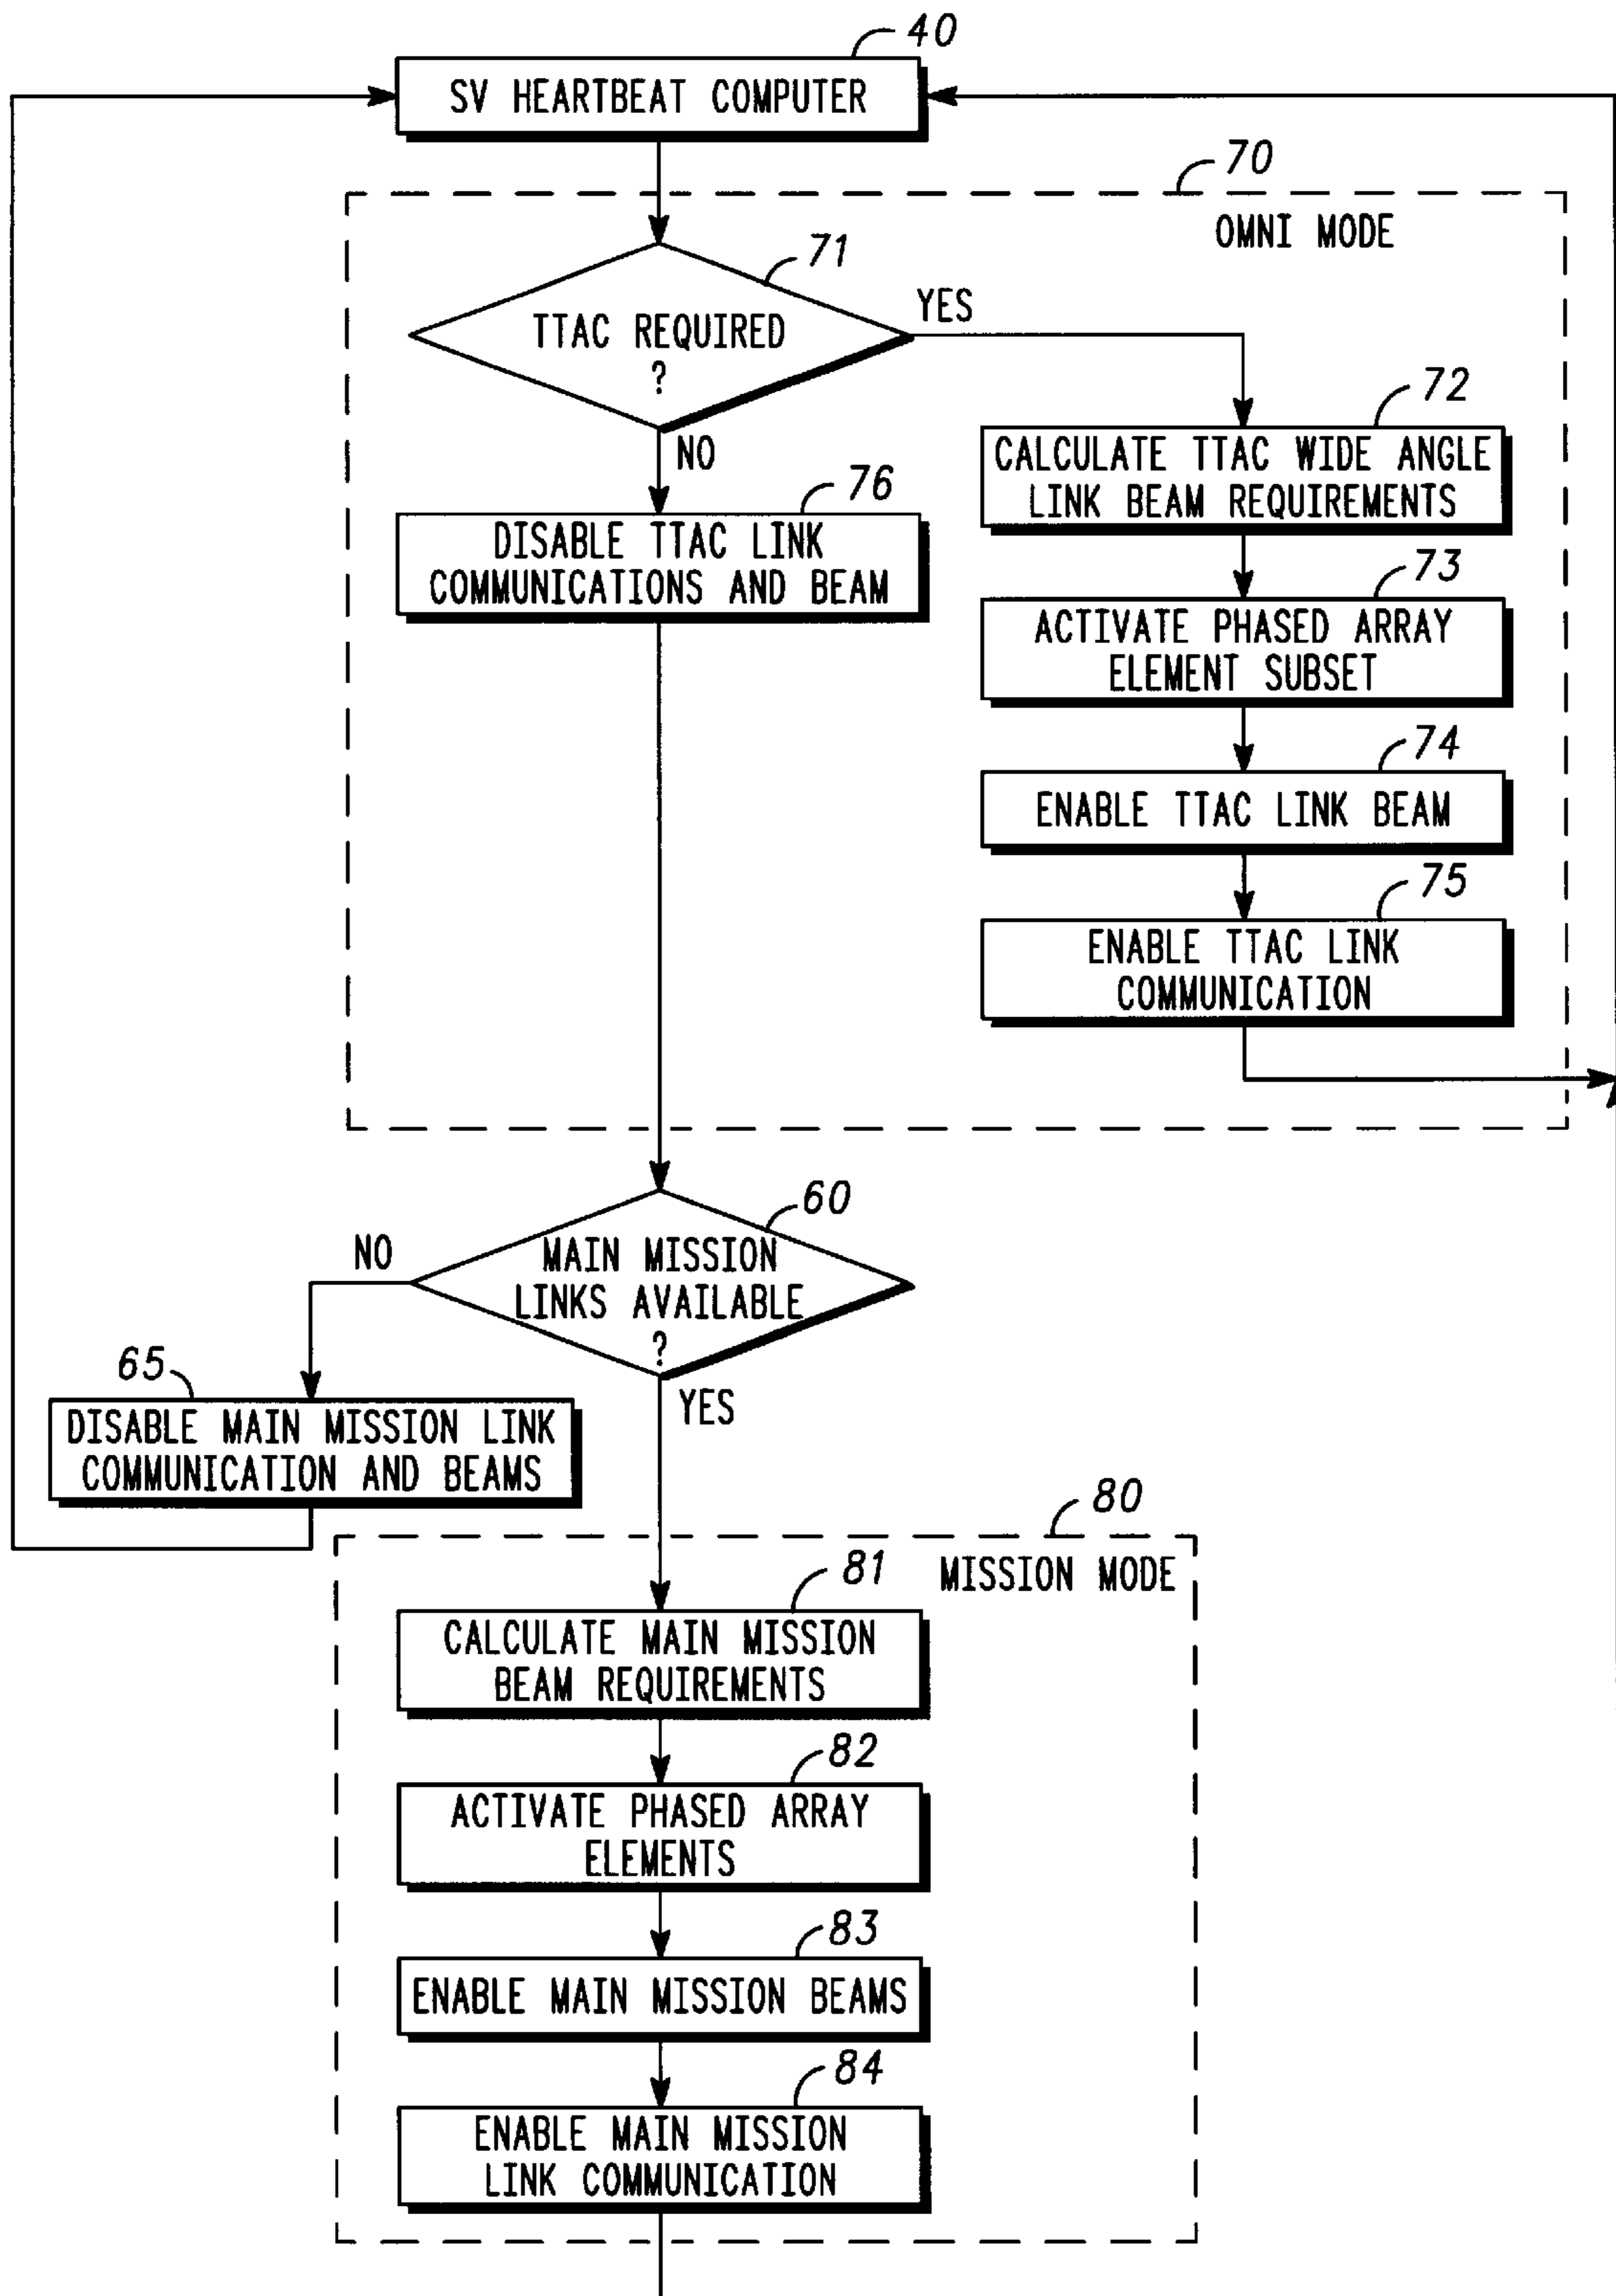 40
SV HEARTBEAT COMPUTER
70
OMNI MODE
71
TTAC REQUIRED
?
YES
NO
72
CALCULATE TTAC WIDE ANGLE
LINK BEAM REQUIREMENTS
76
DISABLE TTAC LINK
COMMUNICATIONS AND BEAM
73
ACTIVATE PHASED ARRAY
ELEMENT SUBSET
74
ENABLE TTAC LINK BEAM
75
ENABLE TTAC LINK
COMMUNICATION
60
MAIN MISSION
LINKS AVAILABLE
?
NO
YES
65
DISABLE MAIN MISSION LINK
COMMUNICATION AND BEAMS
80
MISSION MODE
81
CALCULATE MAIN MISSION
BEAM REQUIREMENTS
82
ACTIVATE PHASED ARRAY
ELEMENTS
83
ENABLE MAIN MISSION BEAMS
84
ENABLE MAIN MISSION
LINK COMMUNICATION